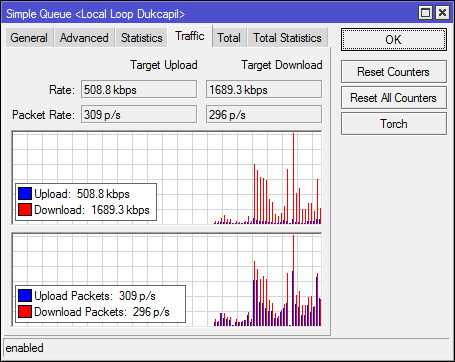 Simple Queue <Local Loop Dukcapil>
General Advanced Statistics Traffic Total Total Statistics
Target Upload Target Download
Rate: 508.8 kbps 1689.3 kbps
Packet Rate: 309 p/s 296 p/s
Upload: 508.8 kbps
Download: 1689.3 kbps
Upload Packets: 309 p/s
Download Packets: 296 p/s
OK
Reset Counters
Reset All Counters
Torch
enabled